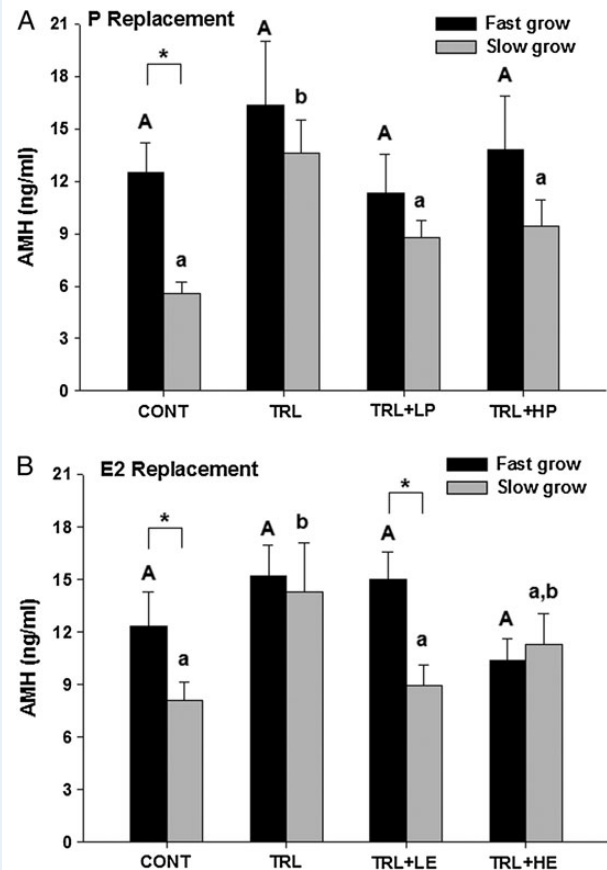 A
P Replacement
Fast grow
Slow grow
AMH (ng/ml)
21
18
15
12
9
6
3
0
*
A
a
A
b
A
a
A
a
CONT
TRL
TRL+LP
TRL+HP
B
E2 Replacement
Fast grow
Slow grow
AMH (ng/ml)
21
18
15
12
9
6
3
0
*
A
a
A
b
*
A
a
A
a,b
CONT
TRL
TRL+LE
TRL+HE